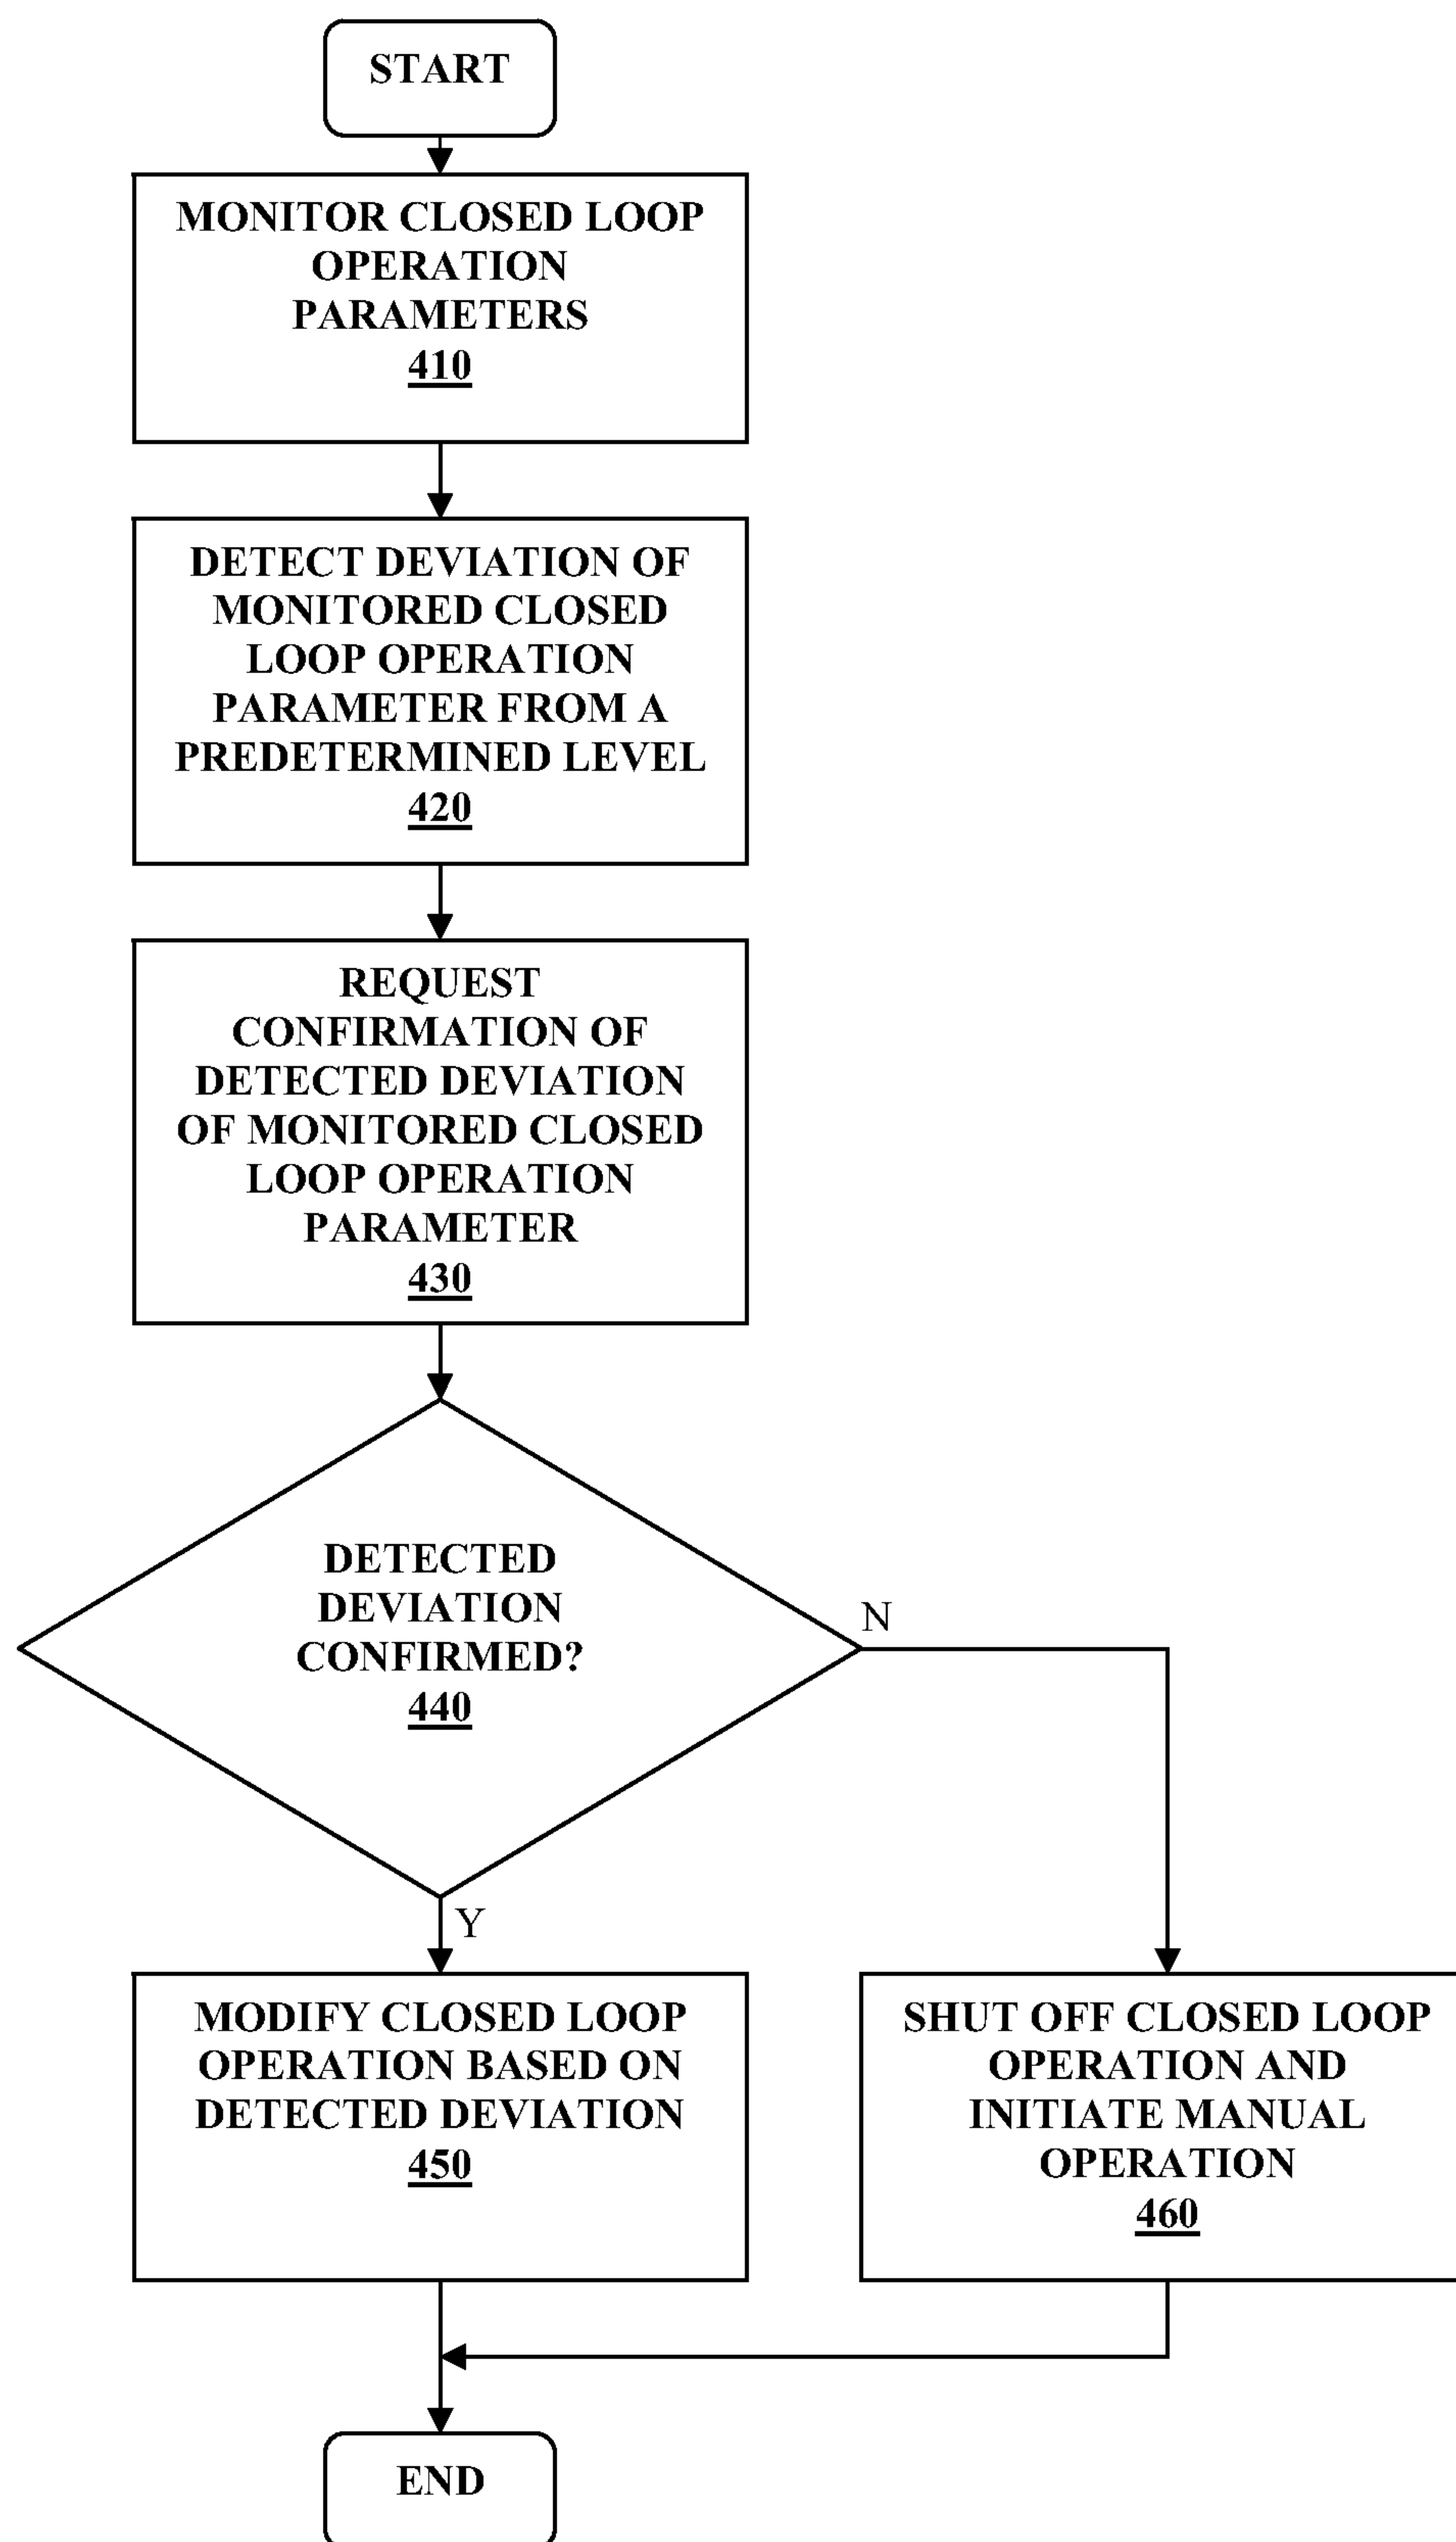 START
MONITOR CLOSED LOOP
OPERATION
PARAMETERS
410
DETECT DEVIATION OF
MONITORED CLOSED
LOOP OPERATION
PARAMETER FROM A
PREDETERMINED LEVEL
420
REQUEST
CONFIRMATION OF
DETECTED DEVIATION
OF MONITORED CLOSED
LOOP OPERATION
PARAMETER
430
DETECTED
DEVIATION
CONFIRMED?
440
N
Y
MODIFY CLOSED LOOP
OPERATION BASED ON
DETECTED DEVIATION
450
SHUT OFF CLOSED LOOP
OPERATION AND
INITIATE MANUAL
OPERATION
460
END